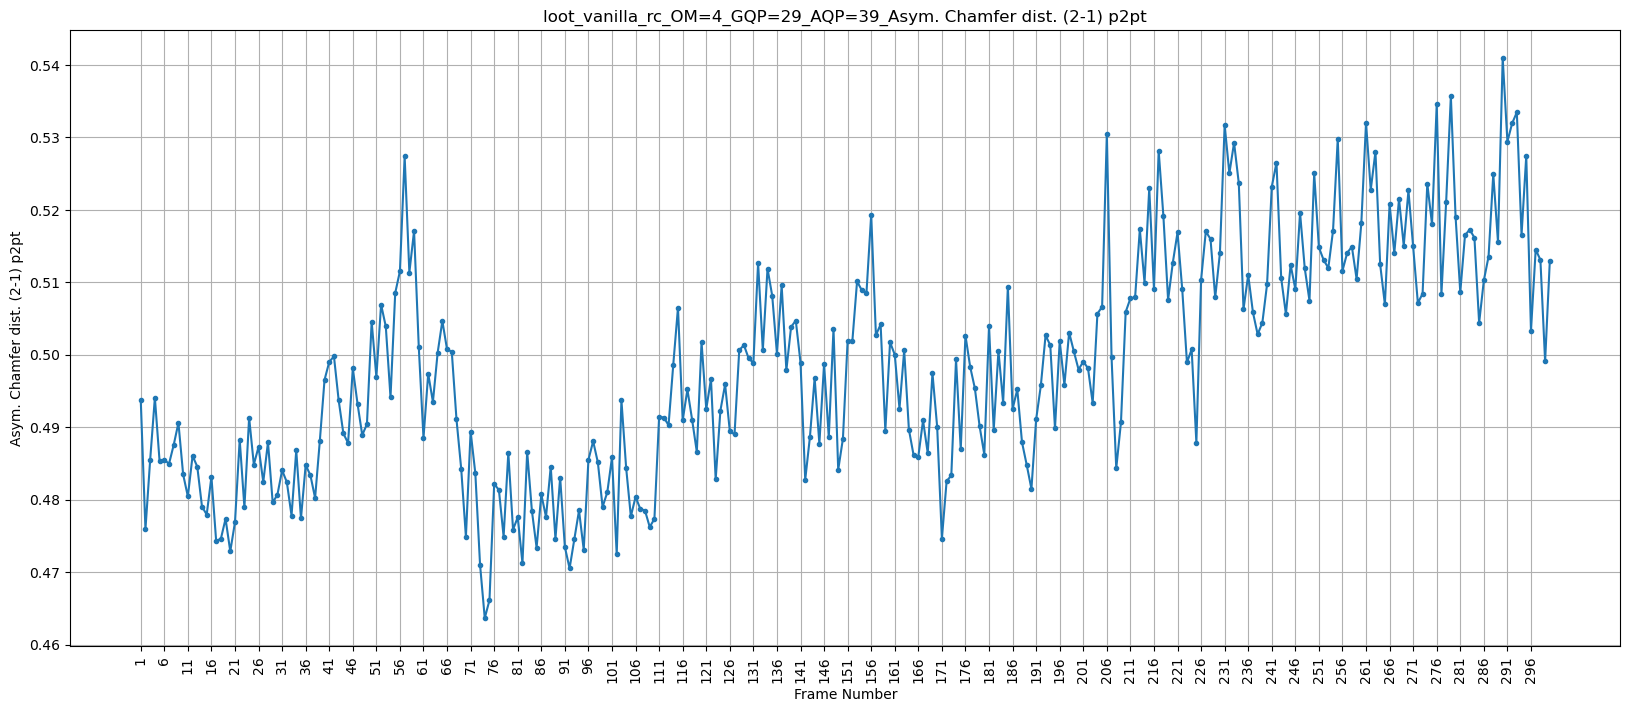 loot_vanilla_rc_OM=4_GQP=29_AQP=39_Asym. Chamfer dist. (2-1) p2pt
Asym. Chamfer dist. (2-1) p2pt
0.54
0.53
0.52
0.51
0.50
0.49
0.48
0.47
0.46
1 6 11 16 21 26 31 36 41 46 51 56 61 66 71 76 81 86 91 96 101 106 111 116 121 126 131 136 141 146 151 156 161 166 171 176 181 186 191 196 201 206 211 216 221 226 231 236 241 246 251 256 261 266 271 276 281 286 291 296
Frame Number